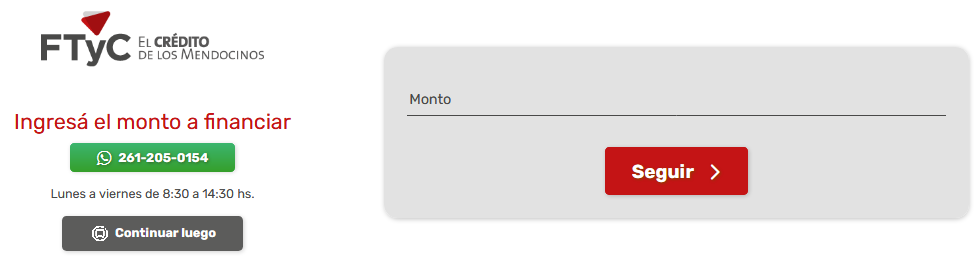 FTyC EL CRÉDITO
DE LOS MENDOCINOS
Ingresá el monto a financiar
261-205-0154
Lunes a viernes de 8:30 a 14:30 hs.
Continuar luego
Monto
Seguir